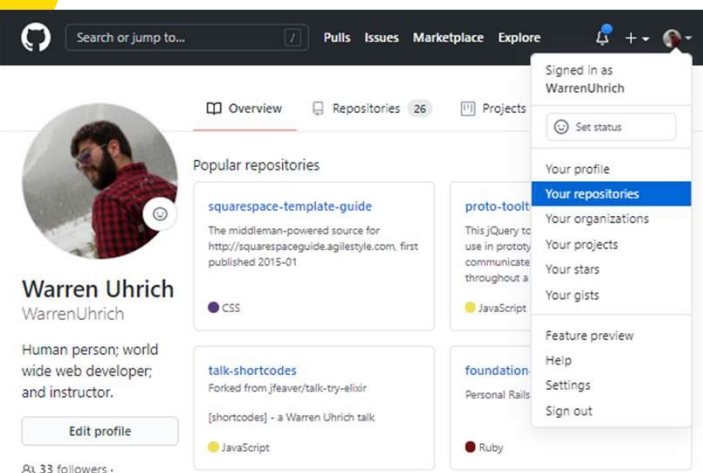 Search or jump to... /
Pulls Issues Marketplace Explore
Signed in as
WarrenUhrich
Set status
Your profile
Your repositories
Your organizations
Your projects
Your stars
Your gists
Feature preview
Help
Settings
Sign out
Overview Repositories 26 Projects
Warren Uhrich
WarrenUhrich
Human person; world
wide web developer;
and instructor.
Edit profile
33 followers ·
Popular repositories
squarespace-template-guide
The middleman-powered source for
http://squarespaceguide.agilestyle.com, first
published 2015-01
CSS
proto-toolt
This jQuery to
use in prototy
communicate
throughout a
JavaScript
talk-shortcodes
Forked from jfeaver/talk-try-elixir
[shortcodes] - a Warren Uhrich talk
JavaScript
foundation-
Personal Rails
Ruby